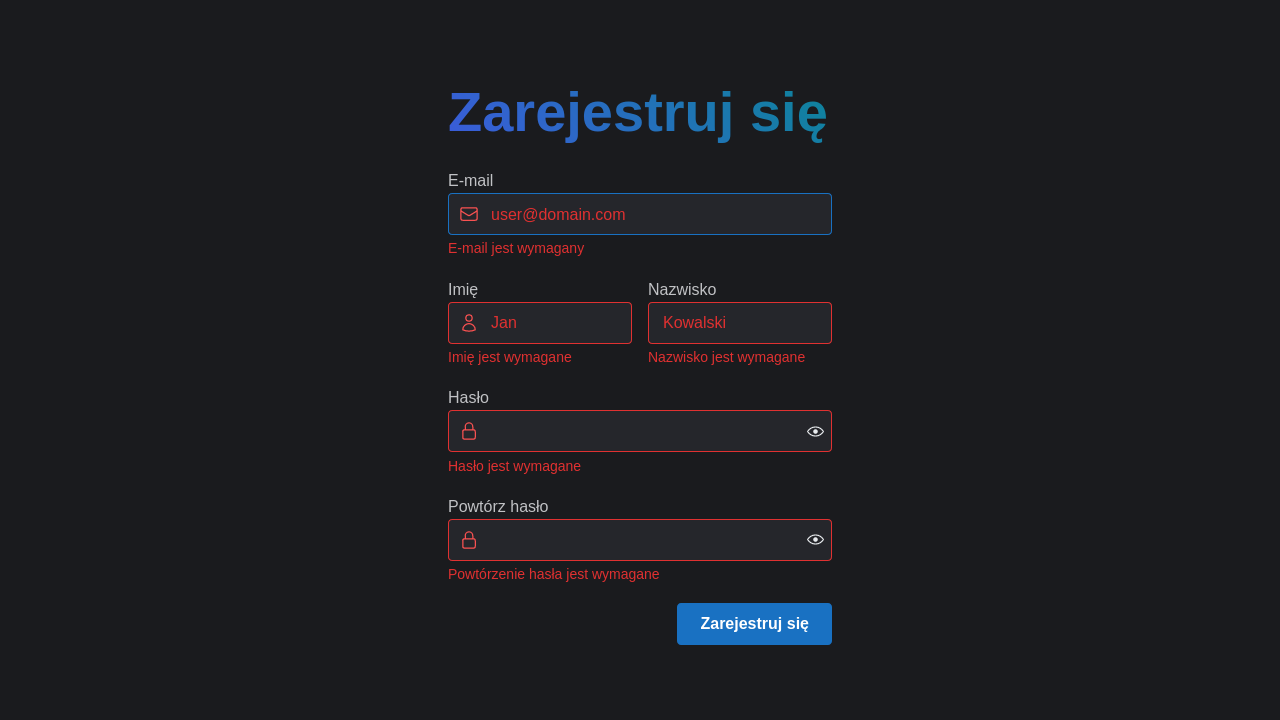 Zarejestruj się
E-mail
user@domain.com
E-mail jest wymagany
Imię Nazwisko
Jan Kowalski
Imię jest wymagane Nazwisko jest wymagane
Hasło
Hasło jest wymagane
Powtórz hasło
Powtórzenie hasła jest wymagane
Zarejestruj się